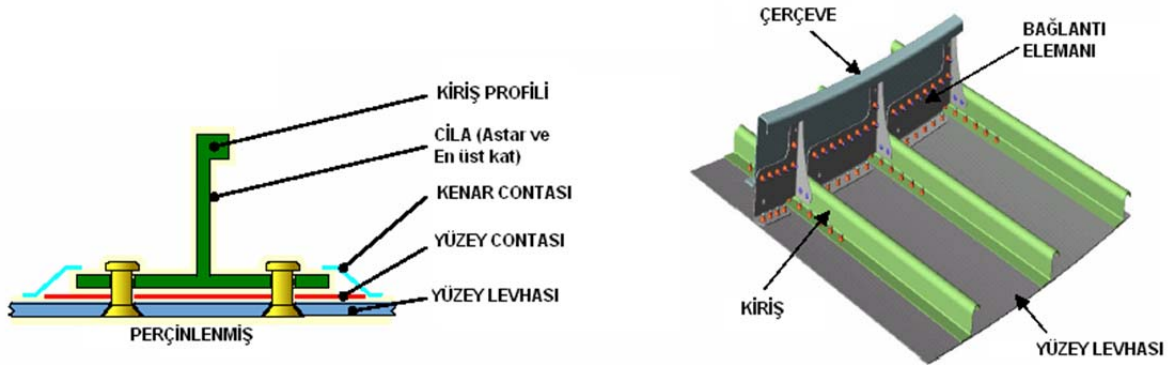 KİRİŞ PROFİLİ
CİLA (Astar ve
En üst kat)
KENAR CONTASI
YÜZEY CONTASI
YÜZEY LEVHASI
PERÇİNLENMİŞ
ÇERÇEVE
BAĞLANTI
ELEMANI
KİRİŞ
YÜZEY LEVHASI